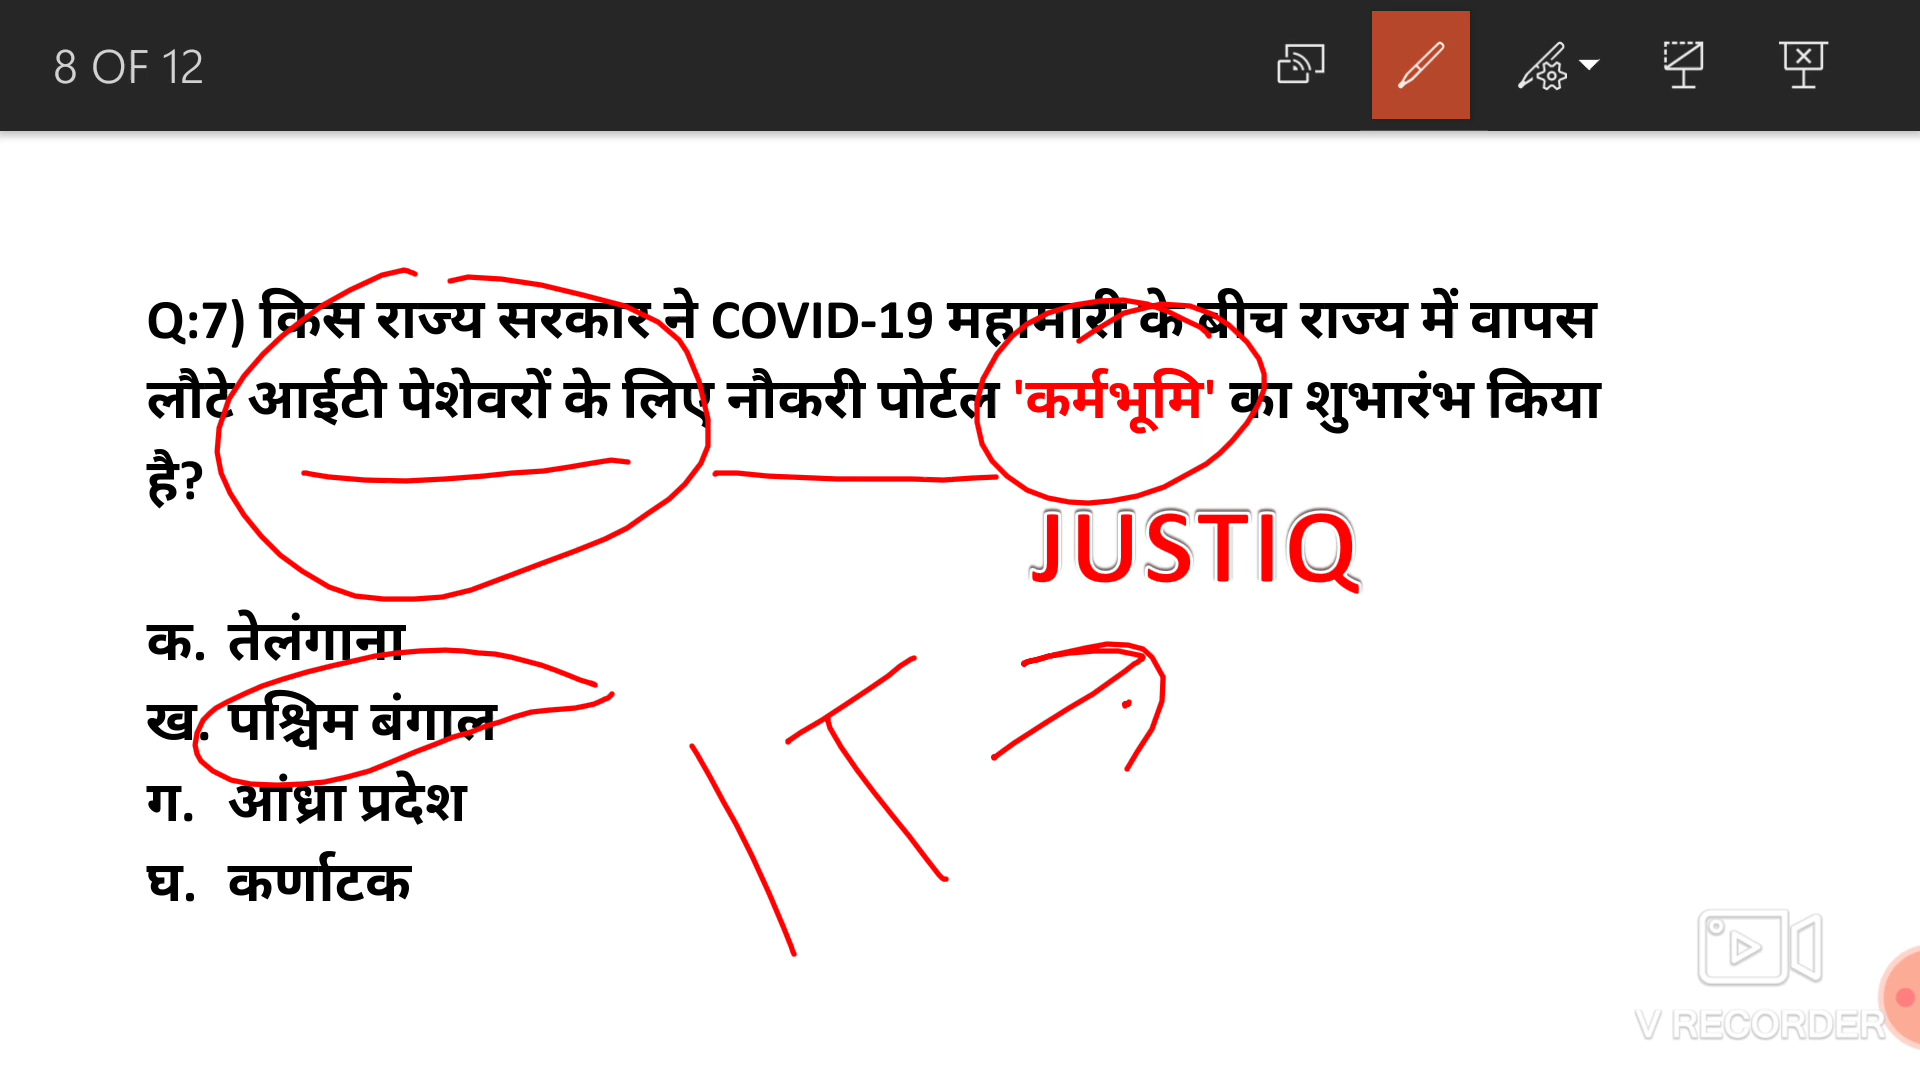 8 OF 12
Q:7) किस राज्य सरकार ने COVID-19 महामारी के बीच राज्य में वापस
लौटे आईटी पेशेवरों के लिए नौकरी पोर्टल 'कर्मभूमि' का शुभारंभ किया
है?
JUSTIQ
क. तेलंगाना
ख. पश्चिम बंगाल
ग. आंध्रा प्रदेश
घ. कर्णाटक
IT
V RECORDER